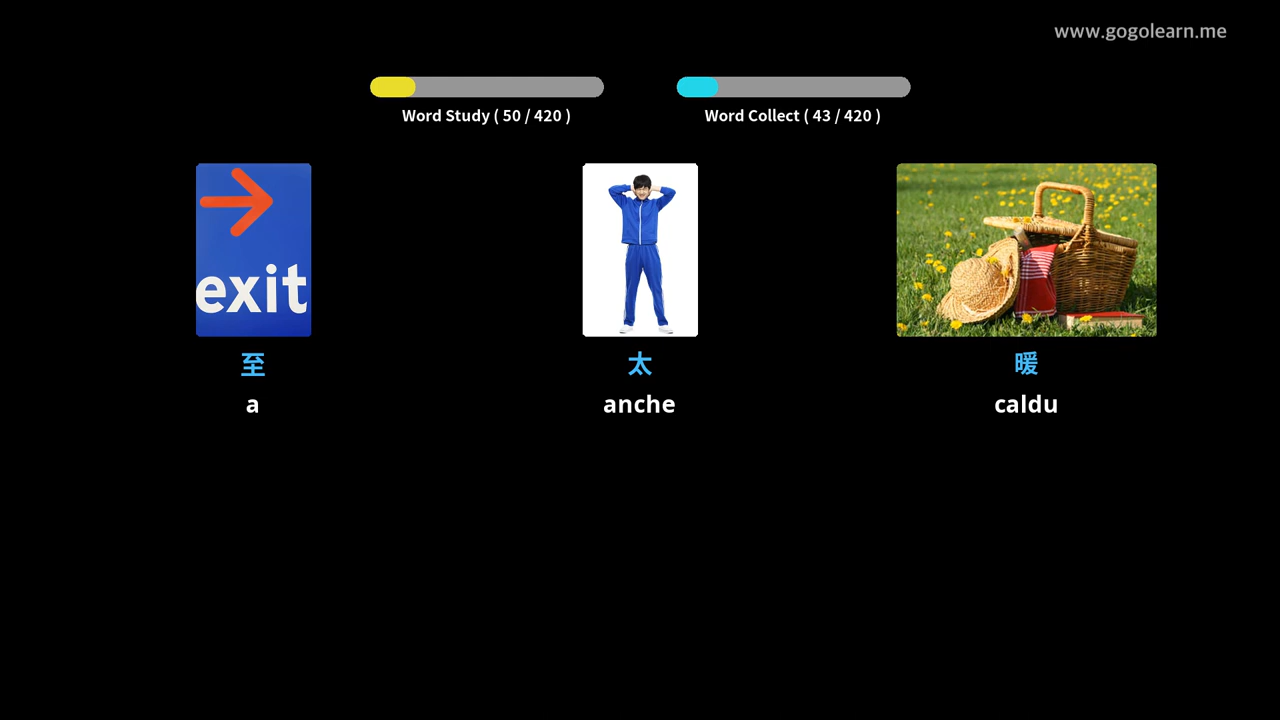 www.gogolearn.me
Word Study ( 50 / 420 )
Word Collect ( 43 / 420 )
exit
至
太
暖
a
anche
caldu